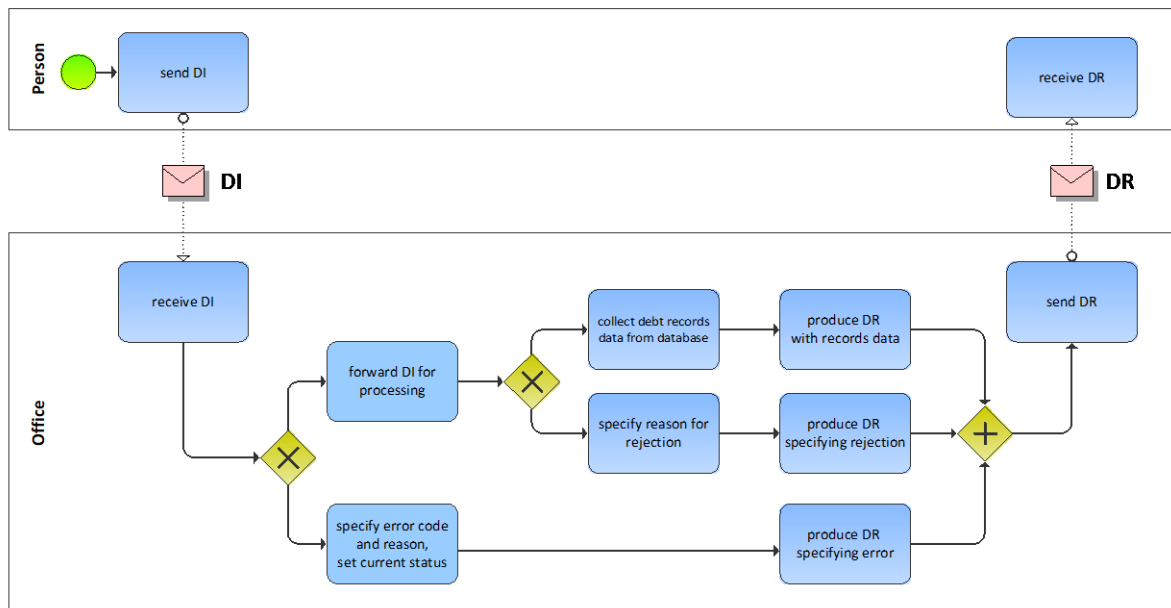 Person
send DI
receive DR
DI
DR
Office
receive DI
forward DI for
processing
collect debt records
data from database
produce DR
with records data
send DR
specify reason for
rejection
produce DR
specifying rejection
specify error code
and reason,
set current status
produce DR
specifying error